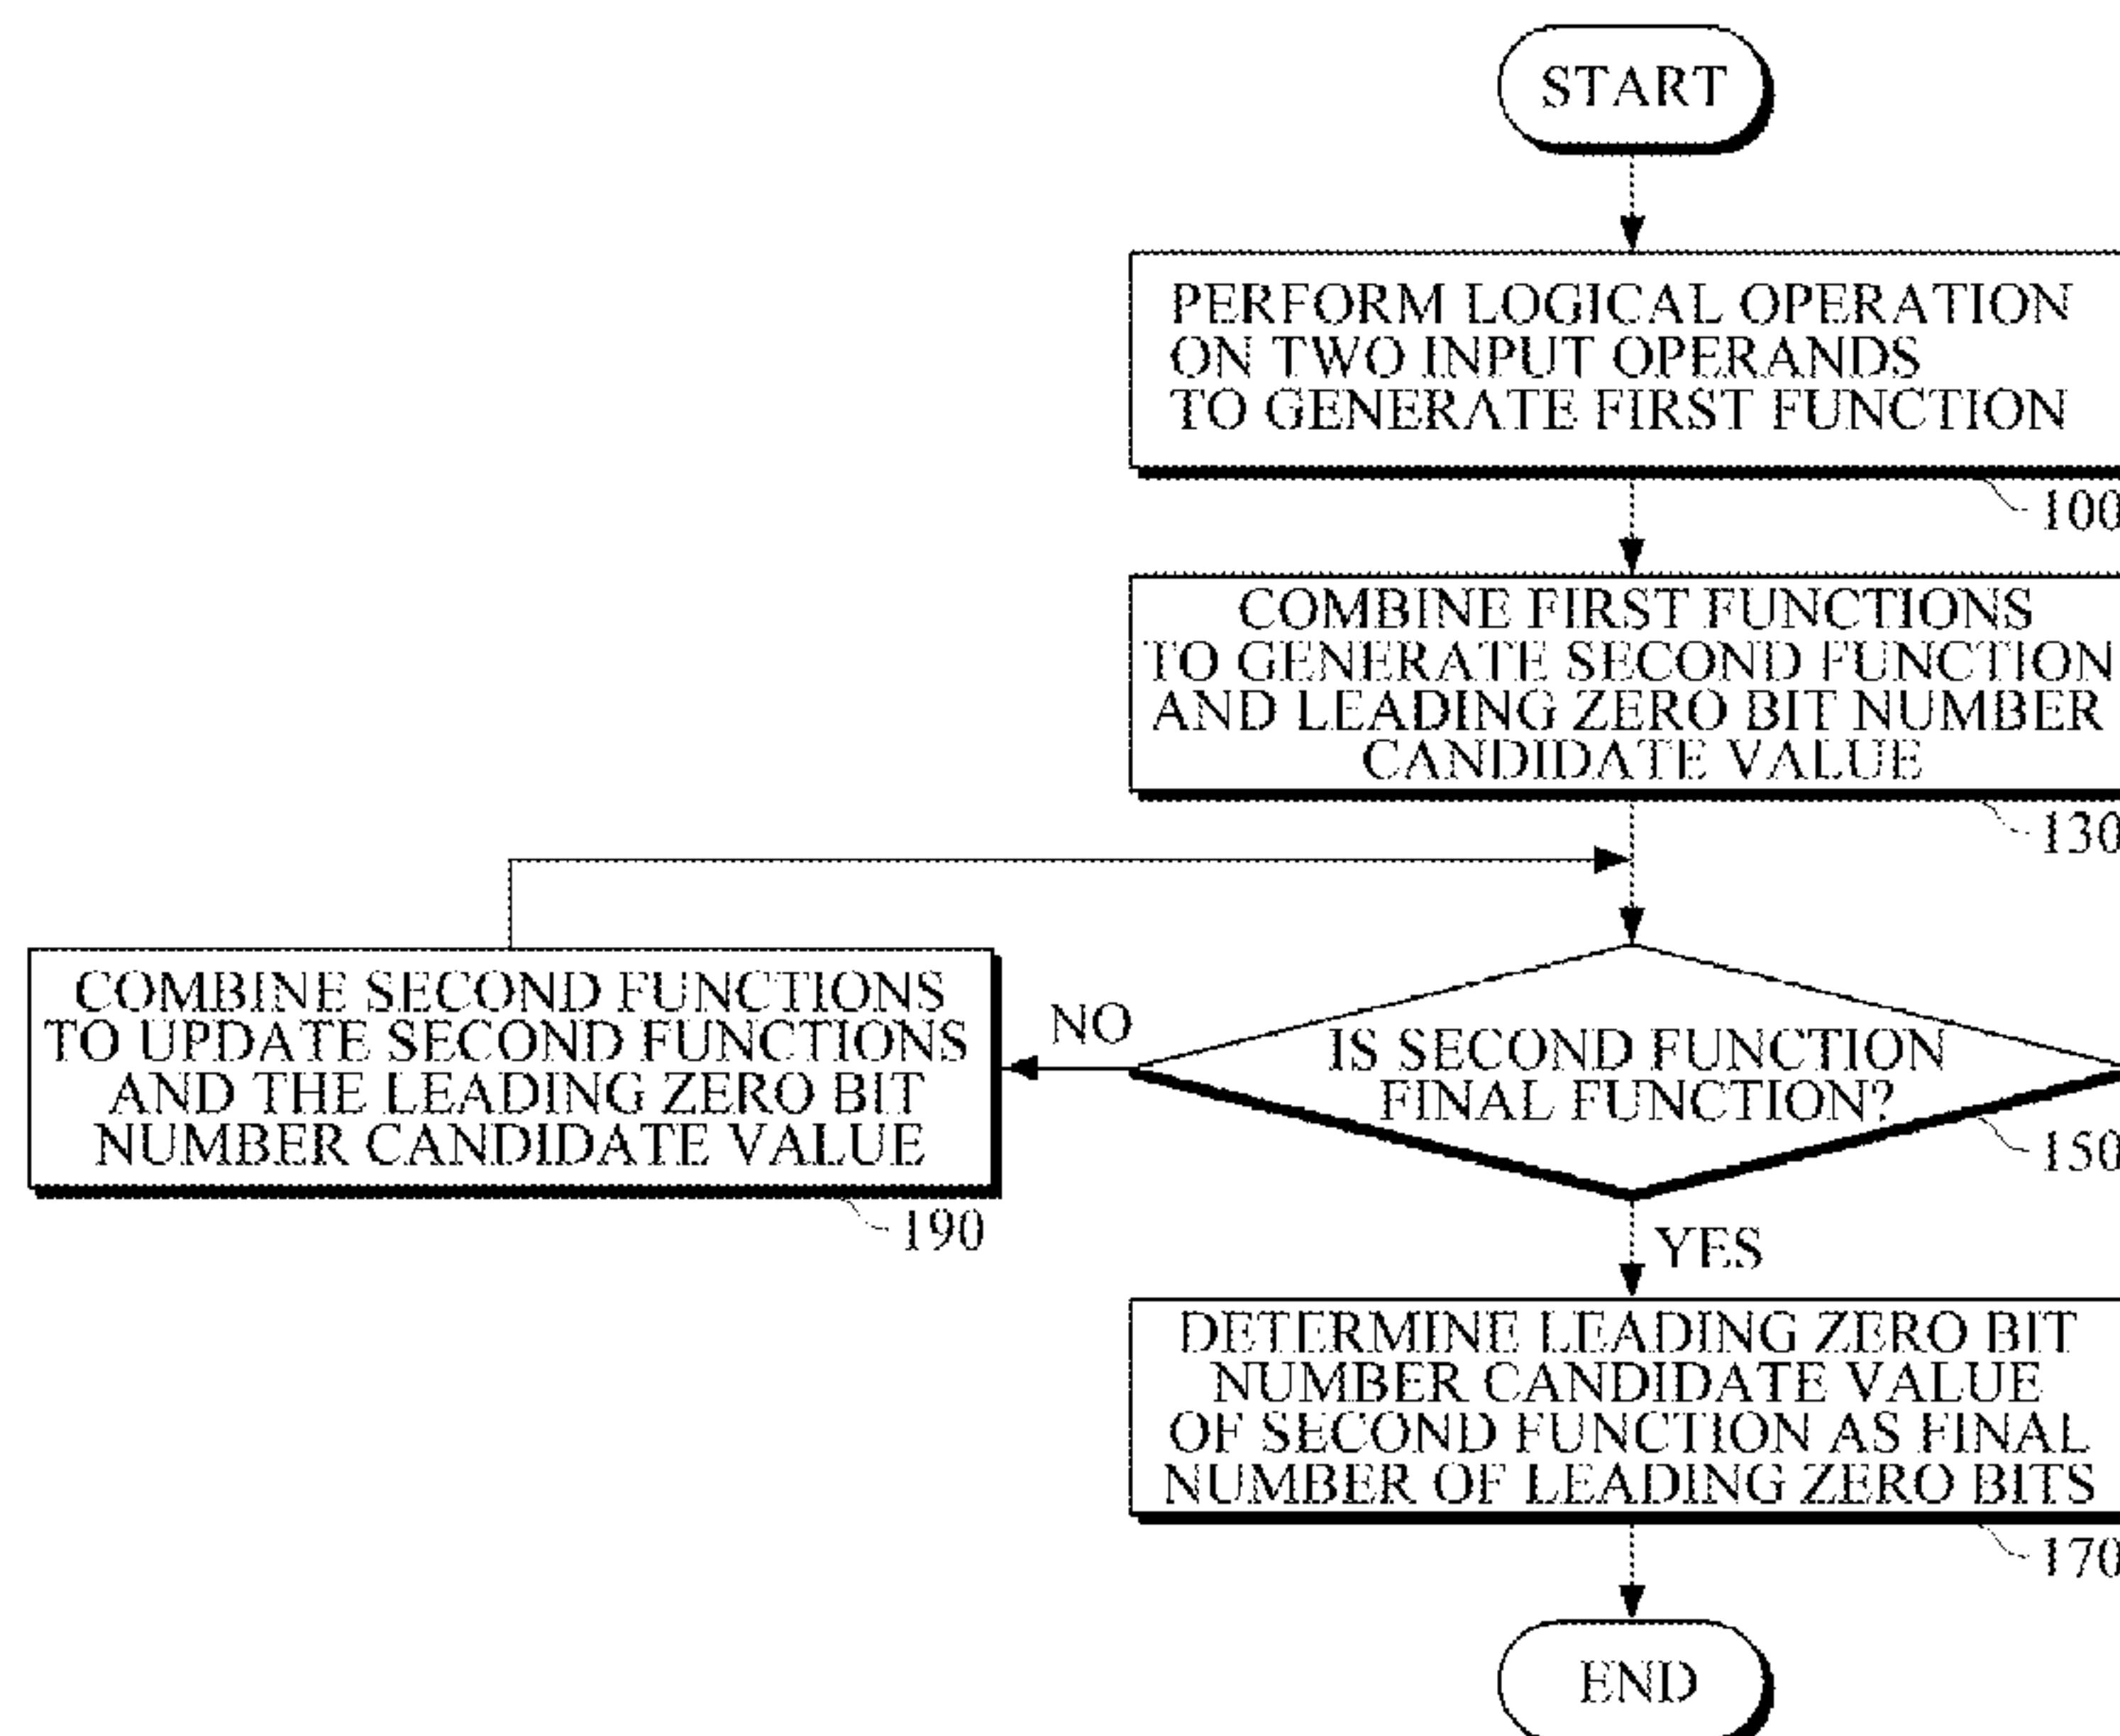 START
PERFORM LOGICAL OPERATION
ON TWO INPUT OPERANDS
TO GENERATE FIRST FUNCTION
100
COMBINE FIRST FUNCTIONS
TO GENERATE SECOND FUNCTION
AND LEADING ZERO BIT NUMBER
CANDIDATE VALUE
130
COMBINE SECOND FUNCTIONS
TO UPDATE SECOND FUNCTIONS
AND THE LEADING ZERO BIT
NUMBER CANDIDATE VALUE
190
NO
IS SECOND FUNCTION
FINAL FUNCTION?
150
YES
DETERMINE LEADING ZERO BIT
NUMBER CANDIDATE VALUE
OF SECOND FUNCTION AS FINAL
NUMBER OF LEADING ZERO BITS
170
END